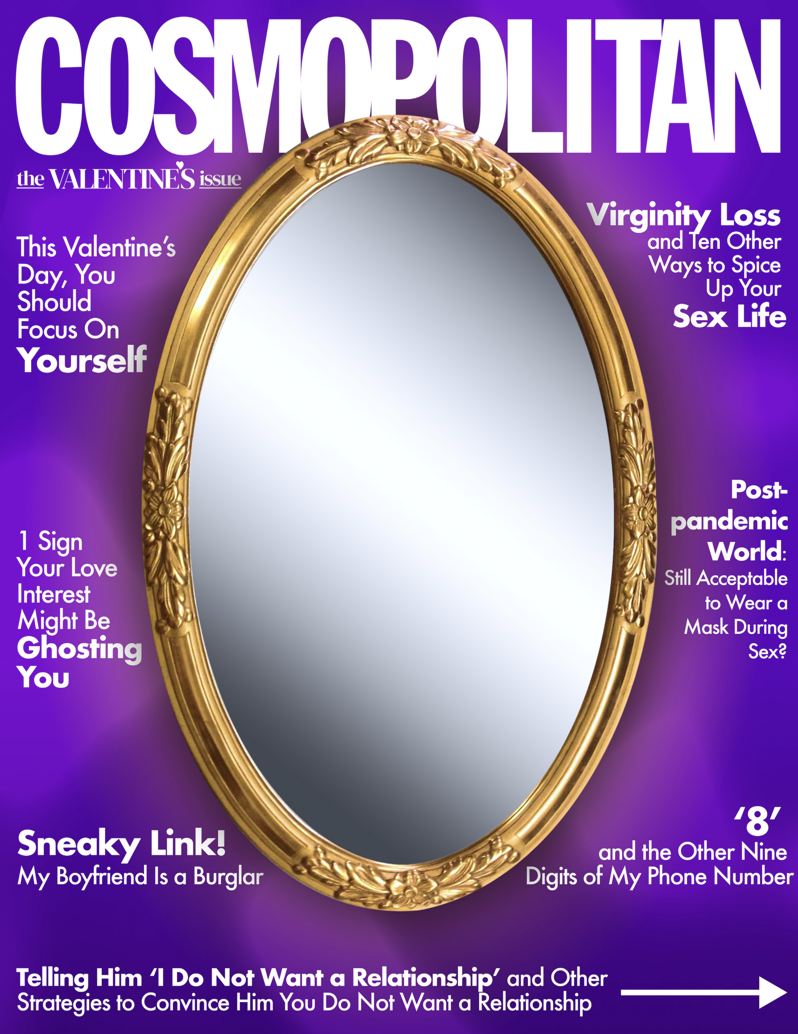 COSMOPOLITAN
the VALENTINE'S issue
This Valentine's
Day, You
Should
Focus On
Yourself
Virginity Loss
and Ten Other
Ways to Spice
Up Your
Sex Life
1 Sign
Your Love
Interest
Might Be
Ghosting
You
Post-
pandemic
World:
Still Acceptable
to Wear a
Mask During
Sex?
Sneaky Link!
My Boyfriend Is a Burglar
‘8’
and the Other Nine
Digits of My Phone Number
Telling Him ‘I Do Not Want a Relationship’ and Other
Strategies to Convince Him You Do Not Want a Relationship